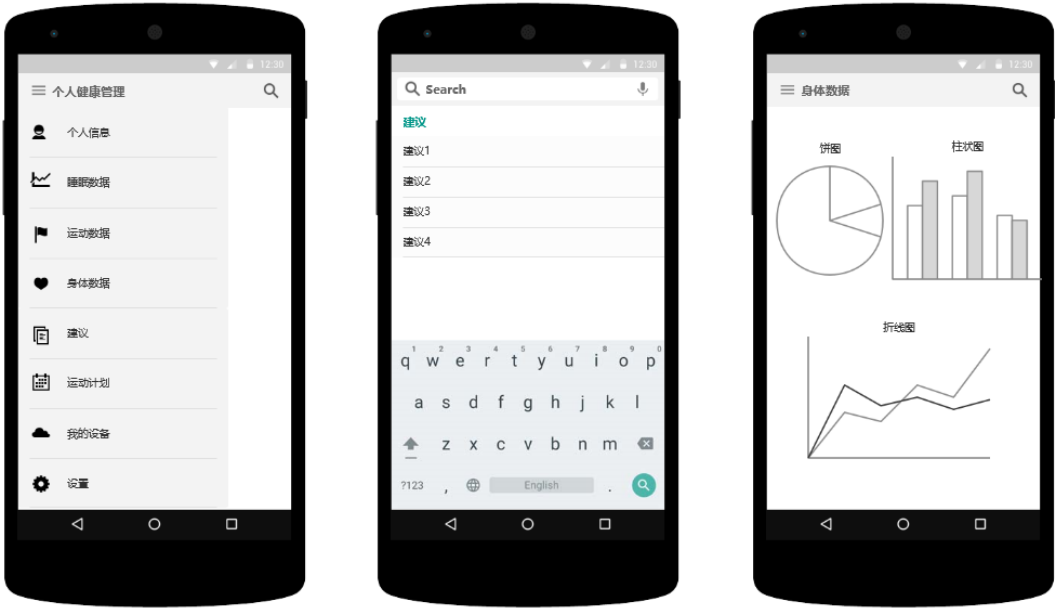 12:30
个人健康管理
个人信息
睡眠数据
运动数据
身体数据
建议
运动计划
我的设备
设置
12:30
Search
建议
建议1
建议2
建议3
建议4
1 2 3 4 5 6 7 8 9 0
q w e r t y u i o p
a s d f g h j k l
z x c v b n m
?123 , English .
12:30
身体数据
饼图
柱状图
折线图